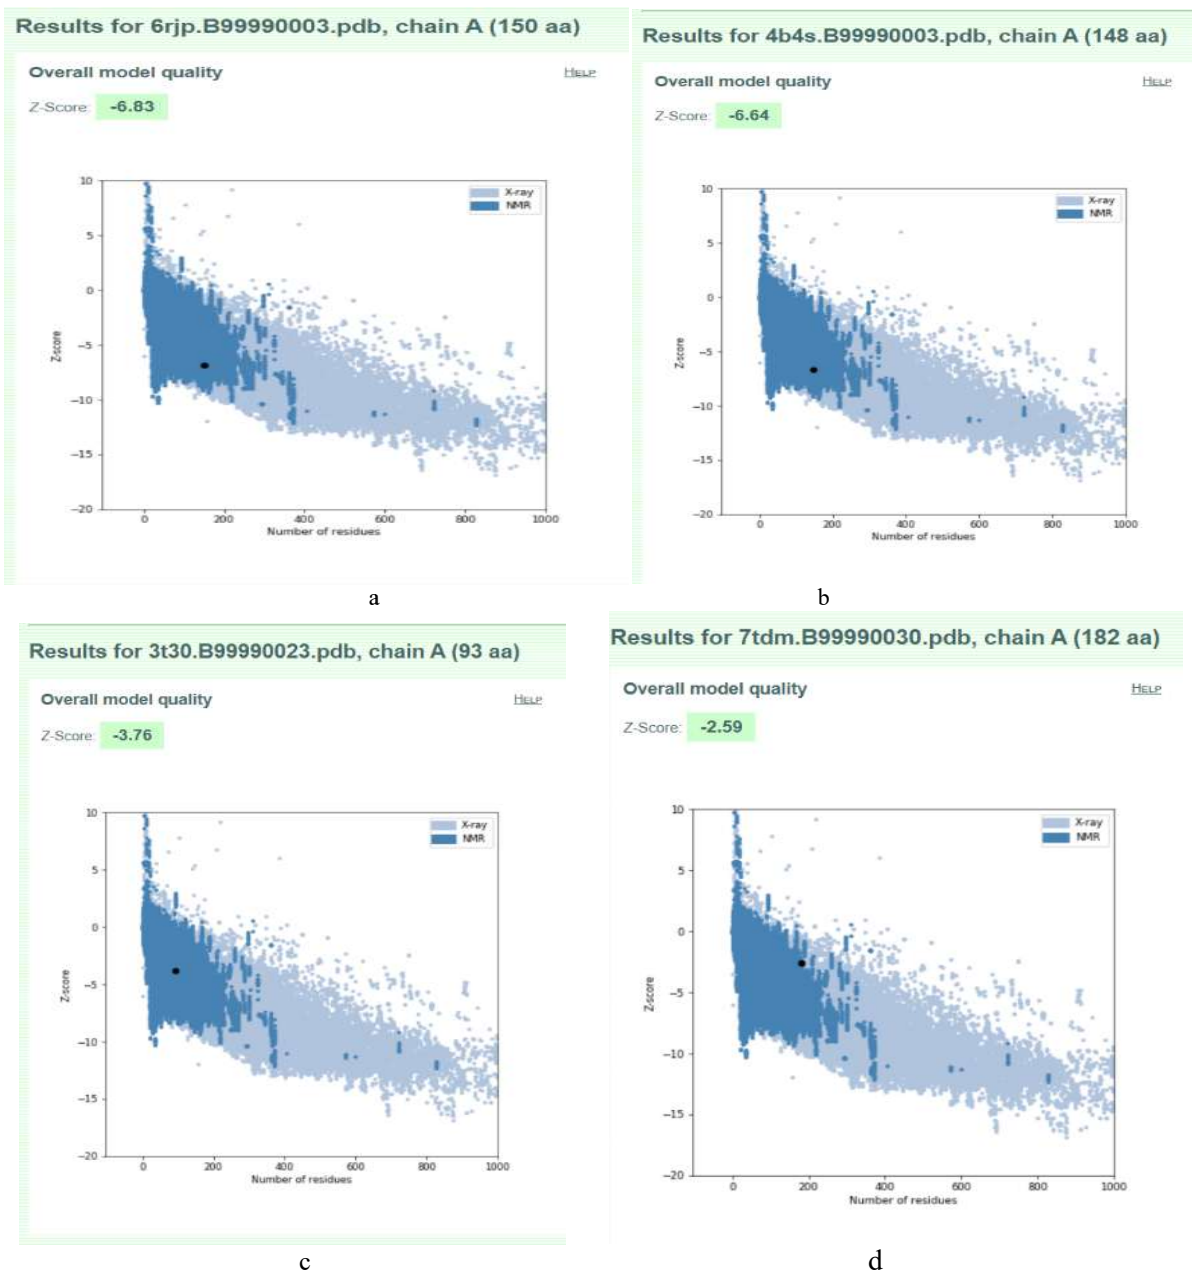 Results for 6rjp.B99990003.pdb, chain A (150 aa)
Overall model quality
HELP
Z-Score: -6.83
X-ray
NMR
10
5
0
−5
−10
−15
−20
Z-score
0 200 400 600 800 1000
Number of residues
a
Results for 4b4s.B99990003.pdb, chain A (148 aa)
Overall model quality
HELP
Z-Score: -6.64
X-ray
NMR
10
5
0
−5
−10
−15
−20
Z-score
0 200 400 600 800 1000
Number of residues
b
Results for 3t30.B99990023.pdb, chain A (93 aa)
Overall model quality
HELP
Z-Score: -3.76
X-ray
NMR
10
5
0
−5
−10
−15
−20
Z-score
0 200 400 600 800 1000
Number of residues
c
Results for 7tdm.B99990030.pdb, chain A (182 aa)
Overall model quality
HELP
Z-Score: -2.59
X-ray
NMR
10
5
0
−5
−10
−15
−20
Z-score
0 200 400 600 800 1000
Number of residues
d